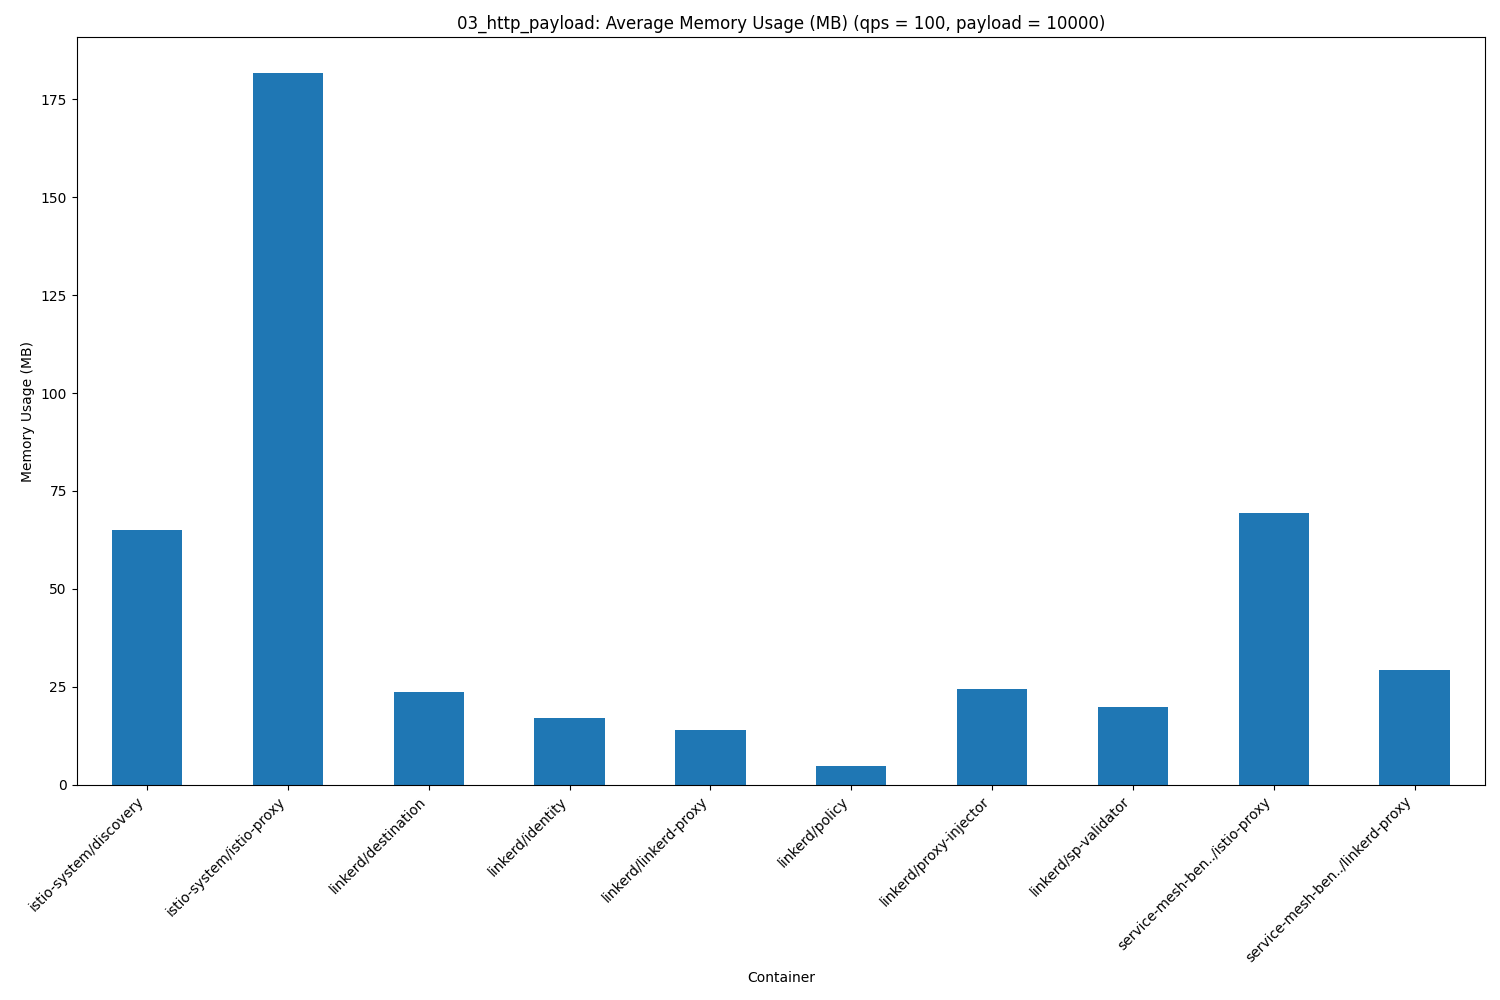 03_http_payload: Average Memory Usage (MB) (qps = 100, payload = 10000)
Memory Usage (MB)
175
150
125
100
75
50
25
0
istio-system/discovery
istio-system/istio-proxy
linkerd/destination
linkerd/identity
linkerd/linkerd-proxy
linkerd/policy
linkerd/proxy-injector
linkerd/sp-validator
service-mesh-ben../istio-proxy
service-mesh-ben../linkerd-proxy
Container